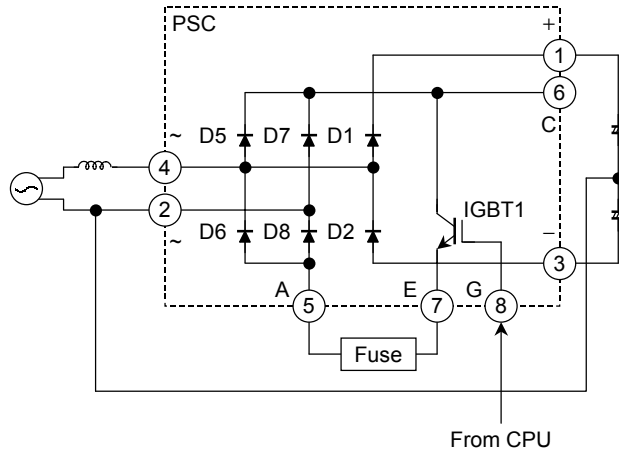 PSC
+
1
6
C
~ D5 D7 D1
4
2
~ D6 D8 D2
IGBT1
−
3
A E G
5 7 8
Fuse
From CPU